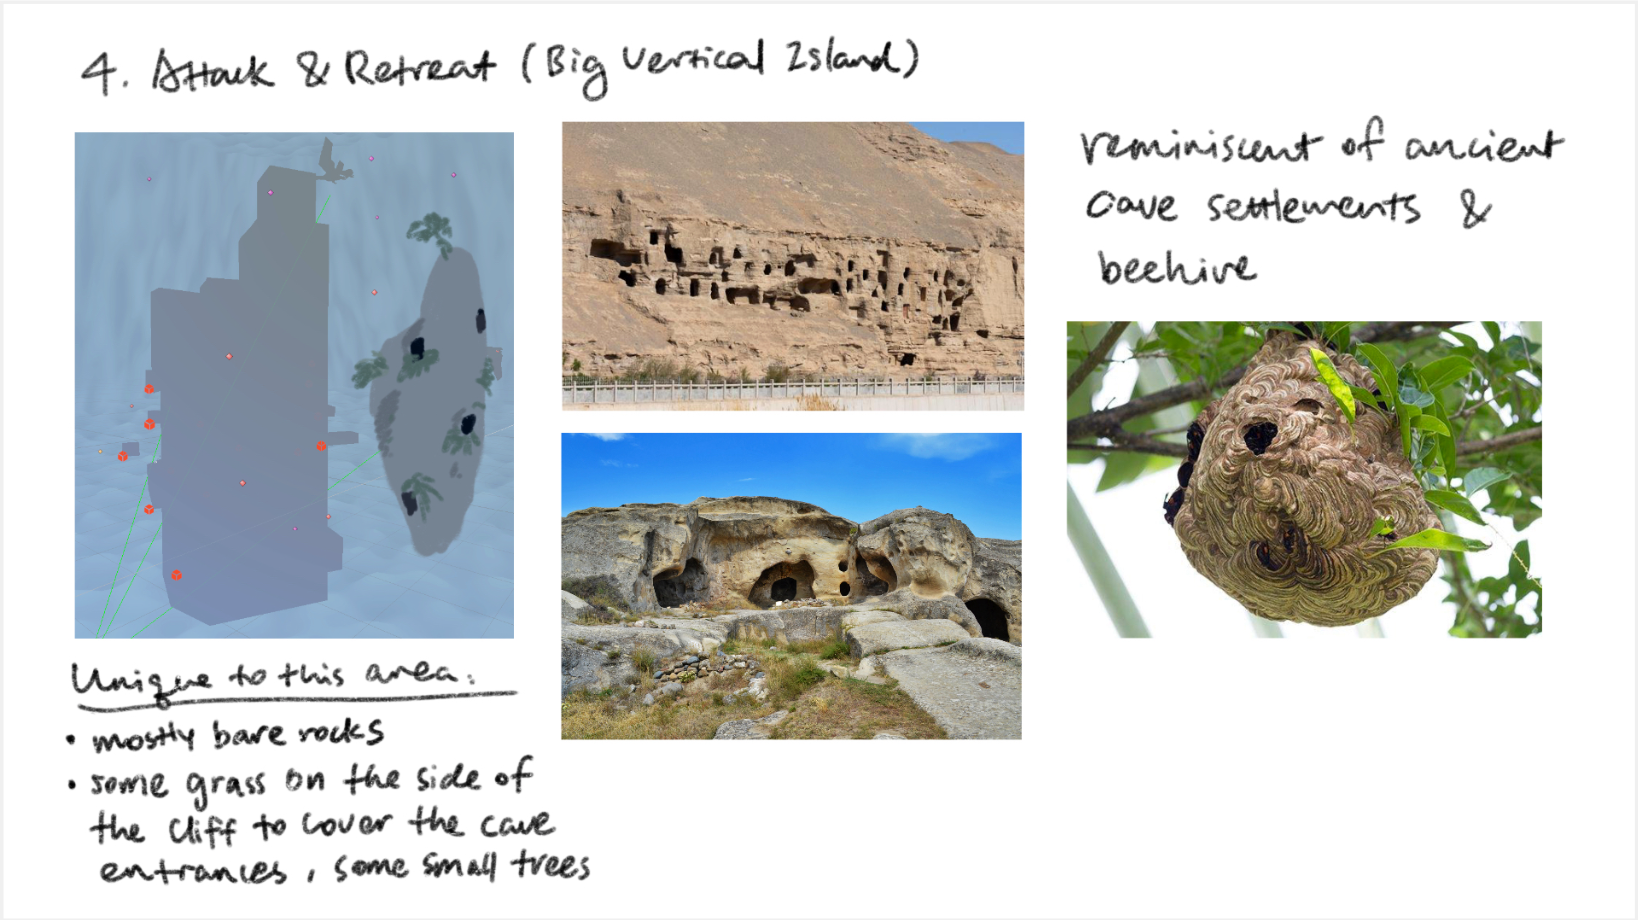 4. Attack & Retreat (Big Vertical Island)
reminiscent of ancient
cave settlements &
beehive
Unique to this area:
• mostly bare rocks
• some grass on the side of
the cliff to cover the cave
entrances, some small trees